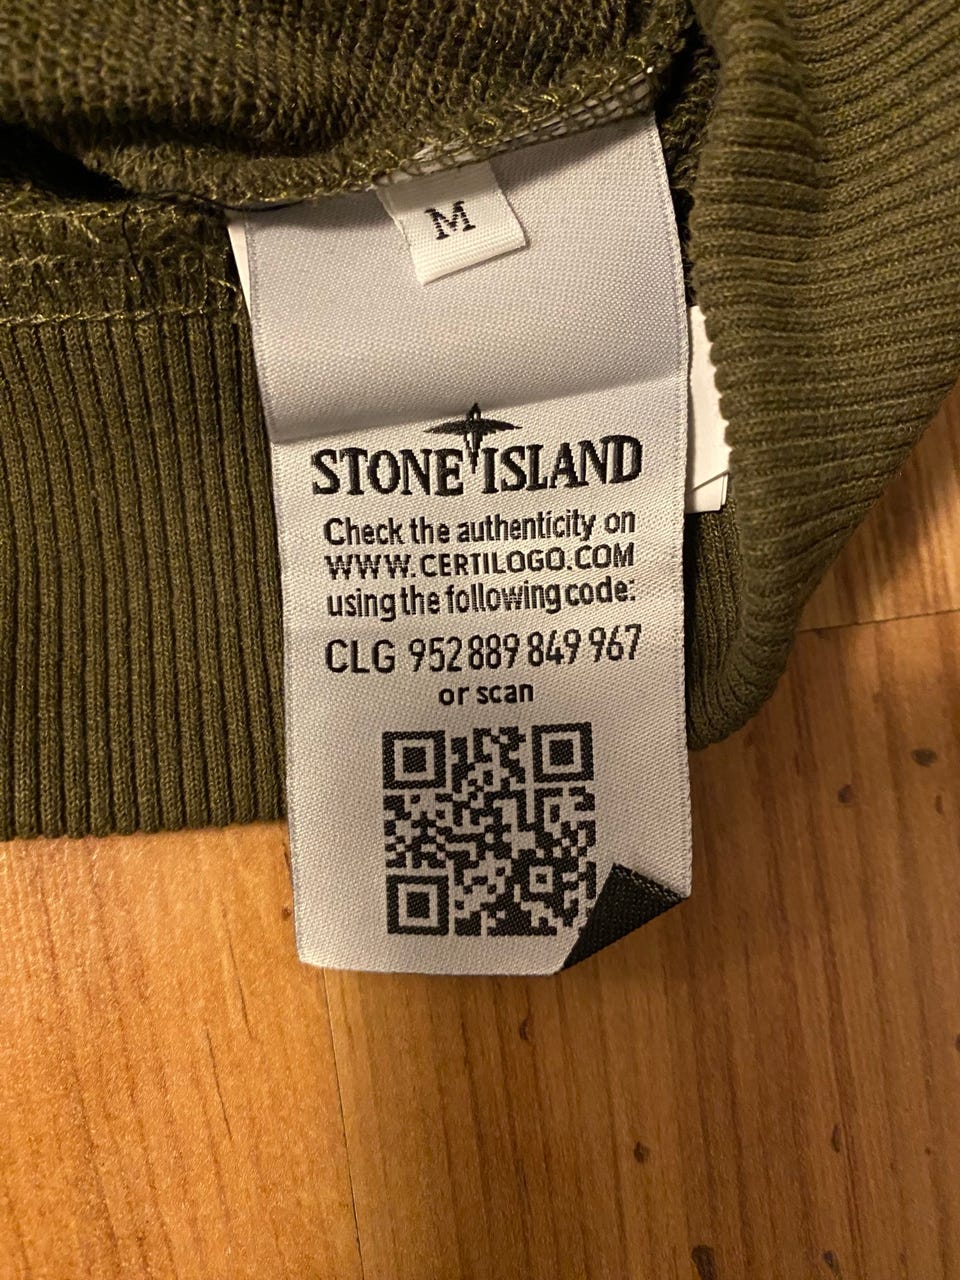 M
STONE ISLAND
Check the authenticity on
WWW.CERTILOGO.COM
using the following code:
CLG 952 889 849 967
or scan